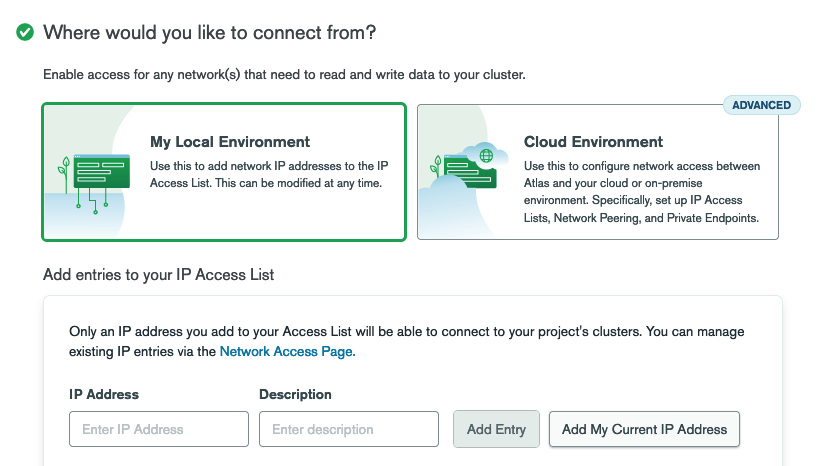 Where would you like to connect from?
Enable access for any network(s) that need to read and write data to your cluster.
ADVANCED
My Local Environment
Use this to add network IP addresses to the IP
Access List. This can be modified at any time.
Cloud Environment
Use this to configure network access between
Atlas and your cloud or on-premise
environment. Specifically, set up IP Access
Lists, Network Peering, and Private Endpoints.
Add entries to your IP Access List
Only an IP address you add to your Access List will be able to connect to your project's clusters. You can manage
existing IP entries via the Network Access Page.
IP Address
Description
Enter IP Address
Enter description
Add Entry
Add My Current IP Address